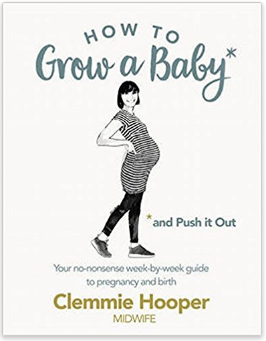 HOW TO
Grow a Baby*
*and Push it Out
Your no-nonsense week-by-week guide
to pregnancy and birth
Clemmie Hooper
MIDWIFE